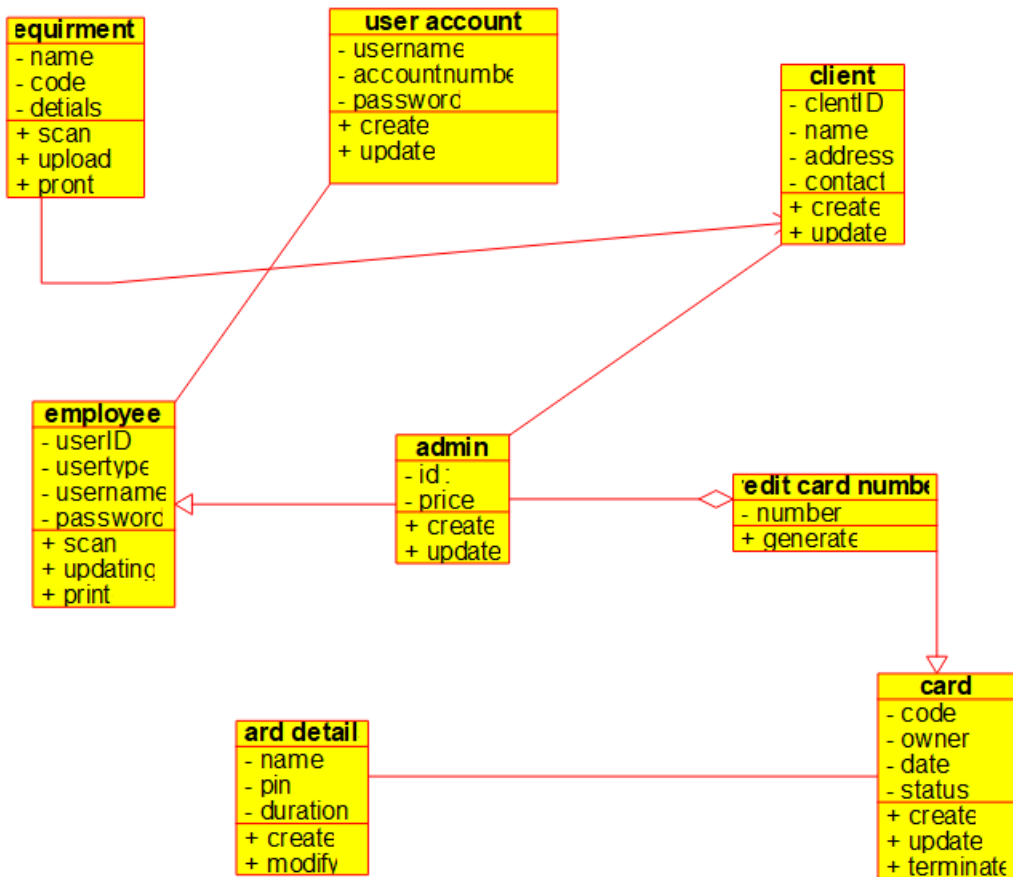 equirment
- name
- code
- detials
+ scan
+ upload
+ pront
user account
- username
- accountnumbe
- password
+ create
+ update
client
- clentID
- name
- address
- contact
+ create
+ update
employee
- userID
- usertype
- username
- password
+ scan
+ updating
+ print
admin
- id :
- price
+ create
+ update
redit card numbe
- number
+ generate
ard detail
- name
- pin
- duration
+ create
+ modify
card
- code
- owner
- date
- status
+ create
+ update
+ terminate